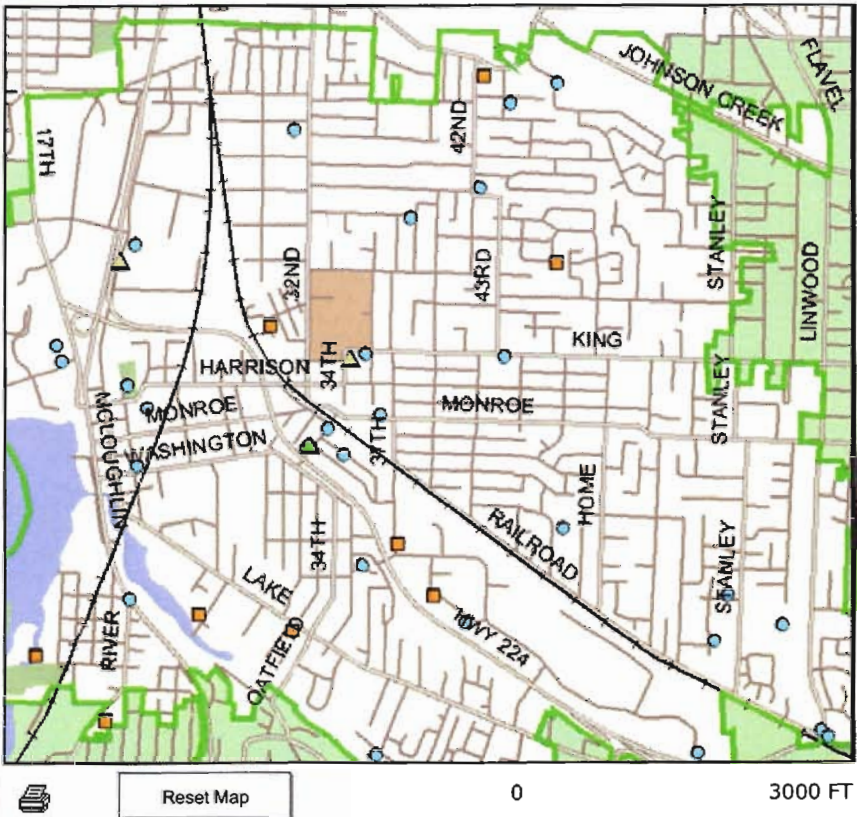 JOHNSON CREEK
FLAVEL
17TH
42ND
STANLEY
LINWOOD
32ND
43RD
KING
34TH
HARRISON
MONROE
MONROE
STANLEY
MCLOUGHLIN
WASHINGTON
37TH
HOME
RAILROAD
34TH
STANLEY
LAKE
RIVER
OATFIELD
HWY 224
Reset Map
0
3000 FT